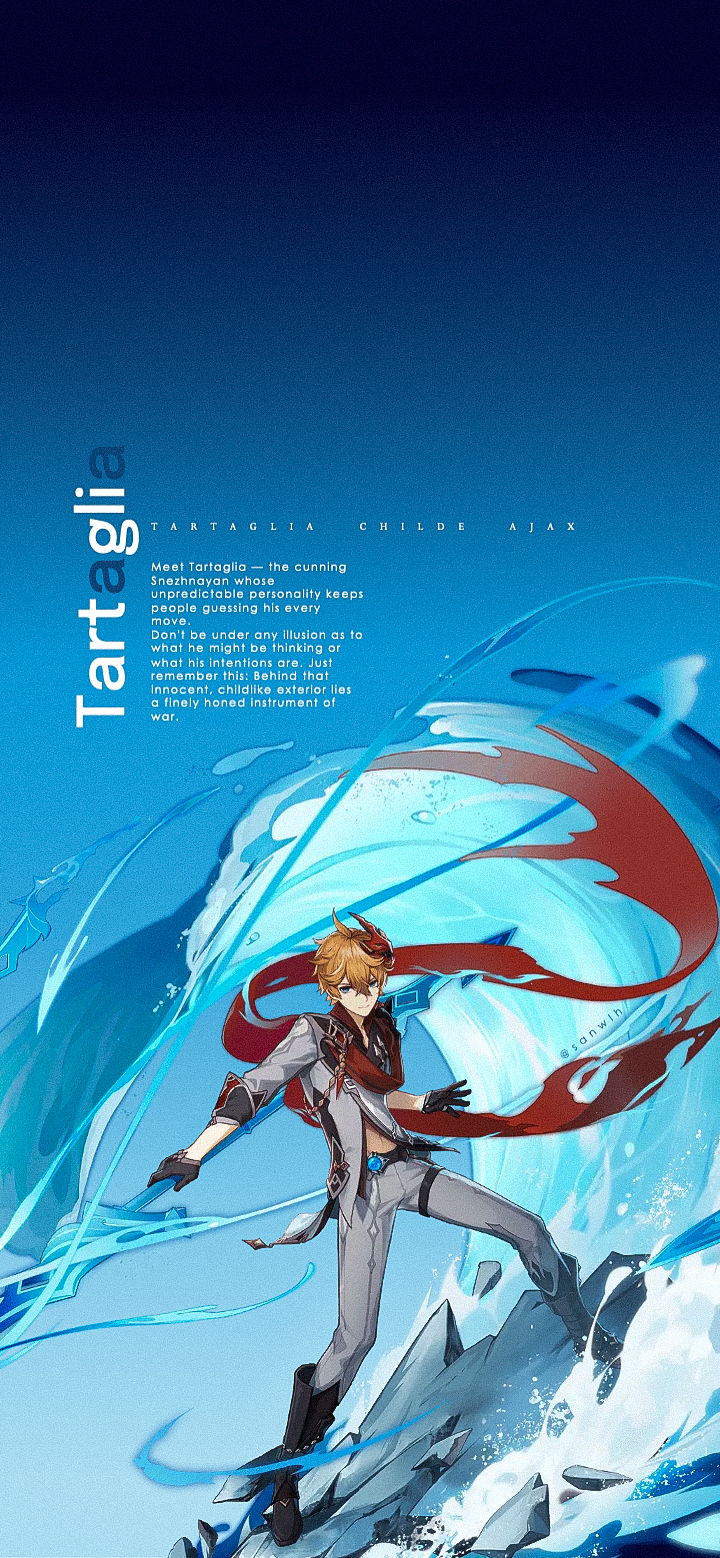 Tartaglia
TARTAGLIA CHILDE AJAX
Meet Tartaglia — the cunning
Snezhnayan whose
unpredictable personality keeps
people guessing his every
move.
Don't be under any illusion as to
what he might be thinking or
what his intentions are. Just
remember this: Behind that
innocent, childlike exterior lies
a finely honed instrument of
war.
@sanwlh